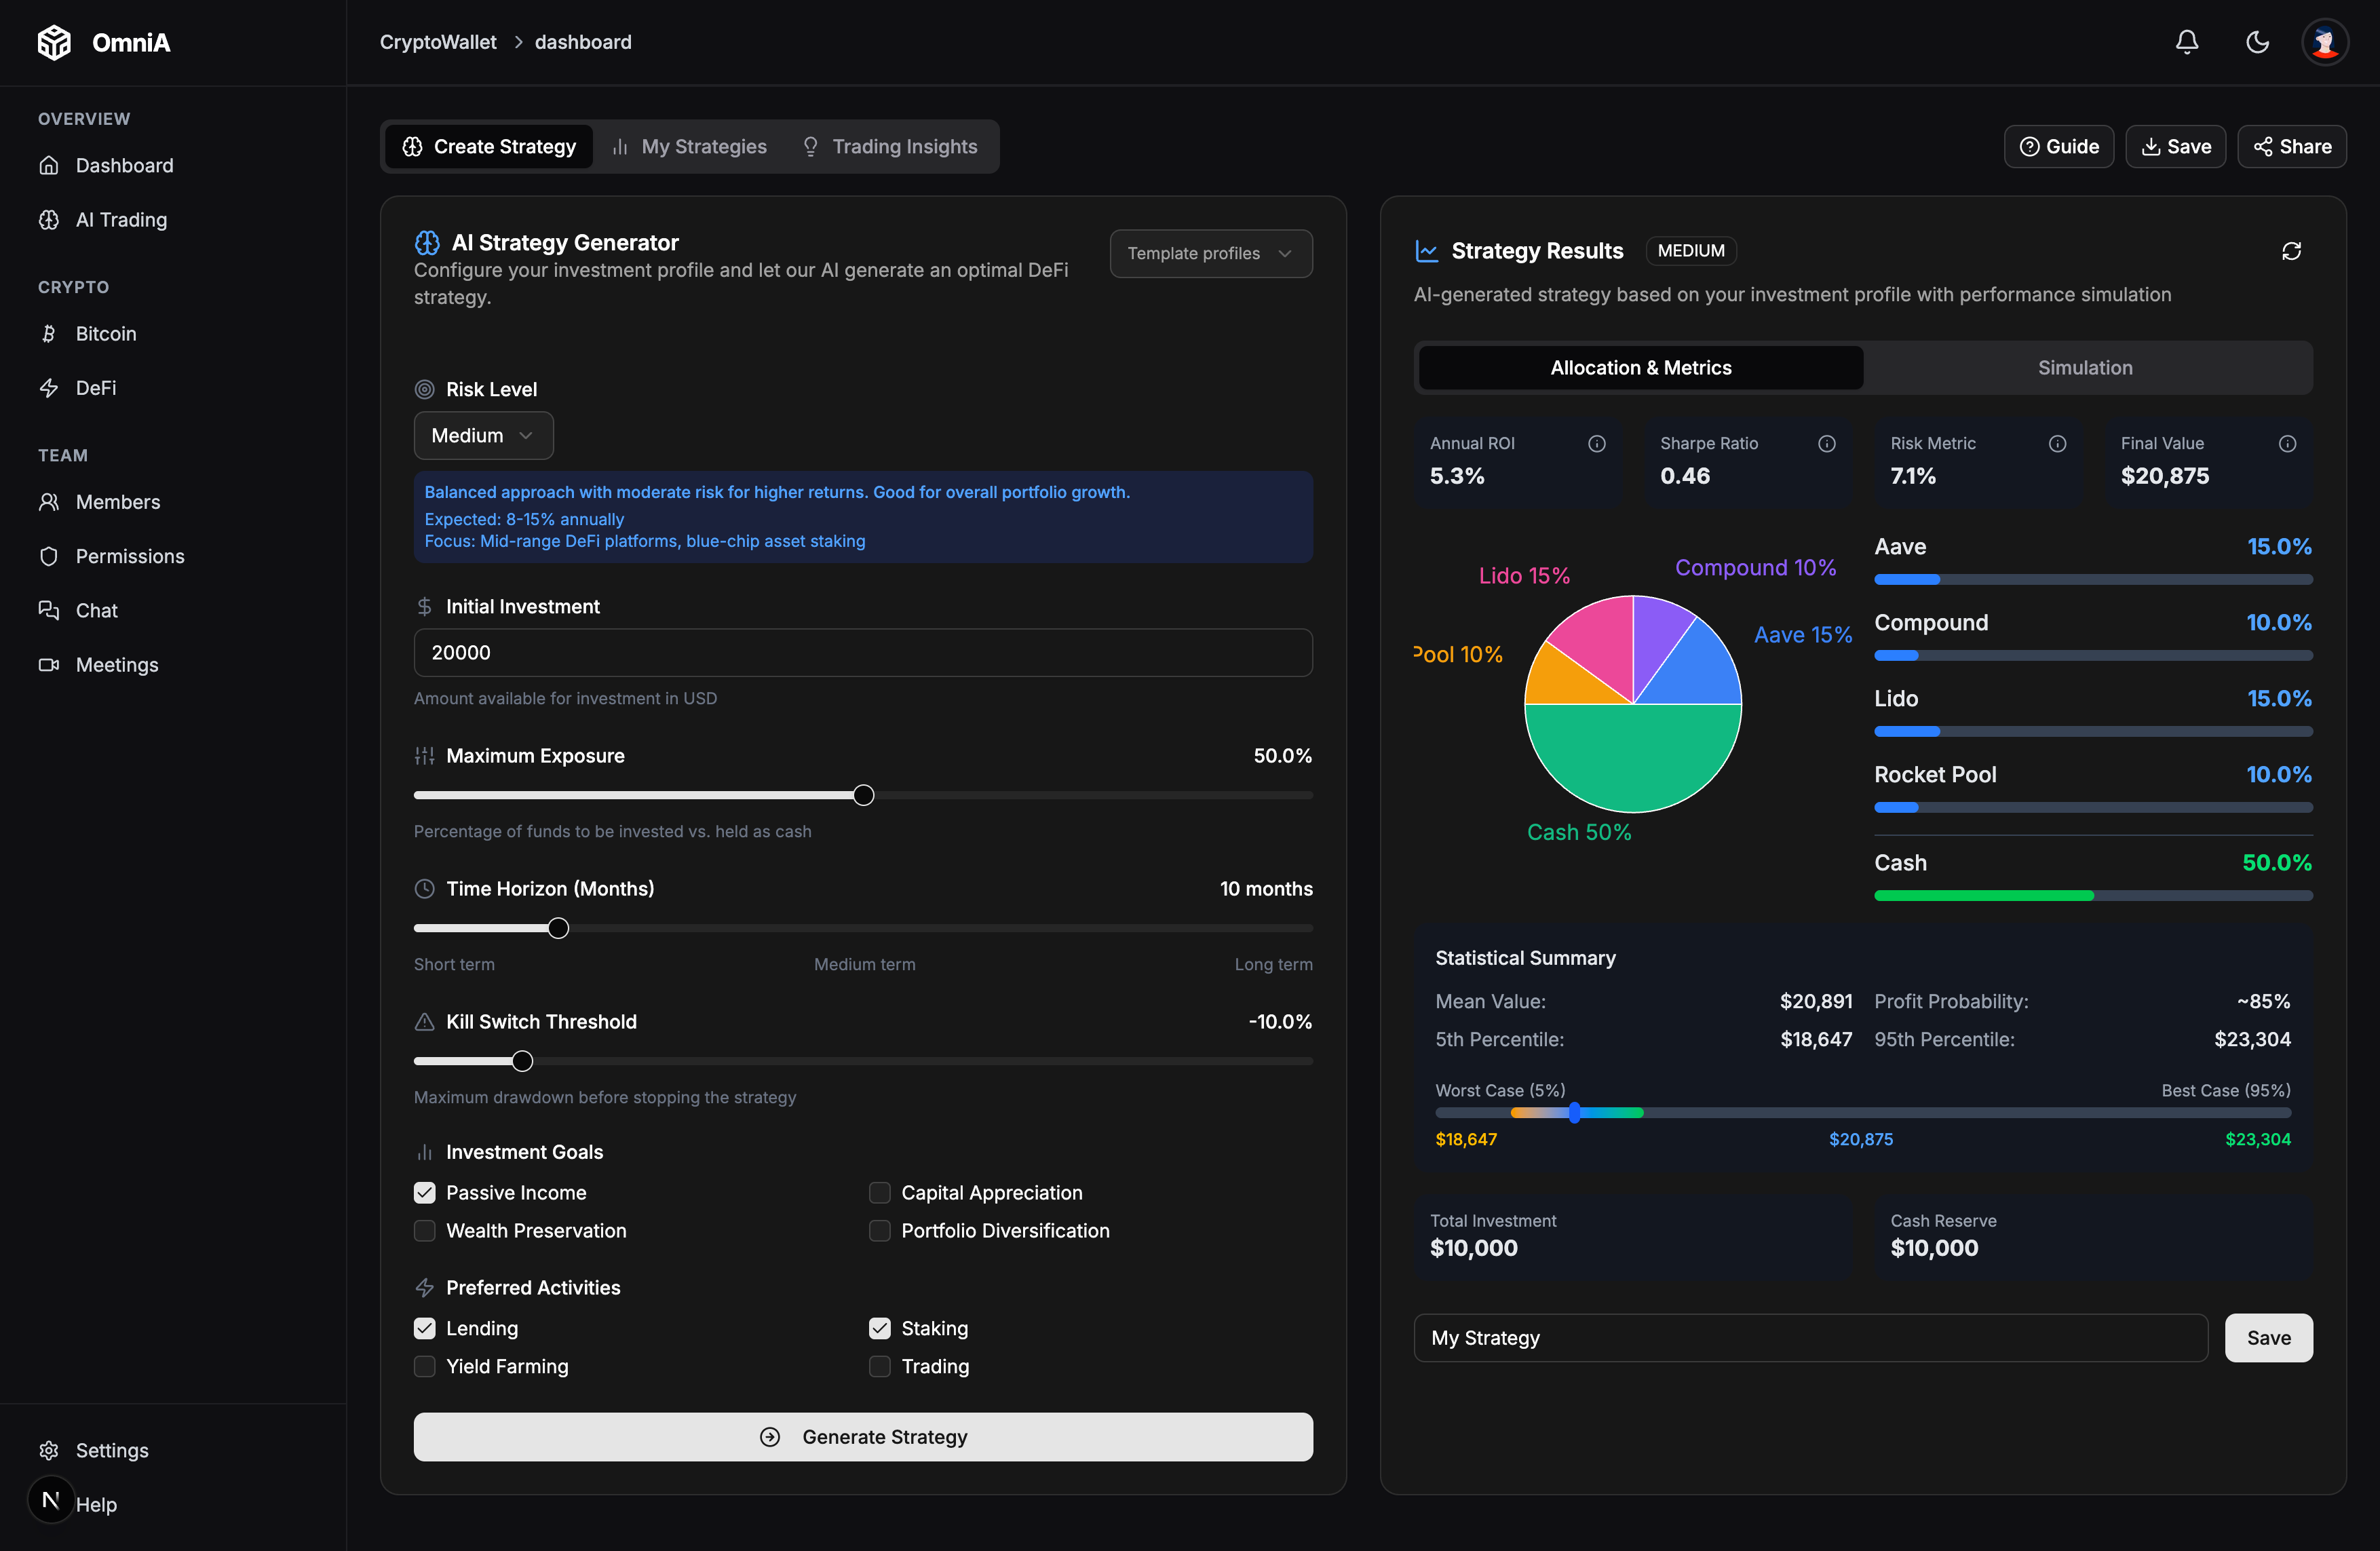 OmniA
CryptoWallet > dashboard
OVERVIEW
Dashboard
AI Trading
CRYPTO
Bitcoin
DeFi
TEAM
Members
Permissions
Chat
Meetings
Settings
N
Help
Create Strategy
My Strategies
Trading Insights
Guide
Save
Share
AI Strategy Generator
Configure your investment profile and let our AI generate an optimal DeFi
strategy.
Template profiles
Risk Level
Medium
Balanced approach with moderate risk for higher returns. Good for overall portfolio growth.
Expected: 8-15% annually
Focus: Mid-range DeFi platforms, blue-chip asset staking
Initial Investment
20000
Amount available for investment in USD
Maximum Exposure 50.0%
Percentage of funds to be invested vs. held as cash
Time Horizon (Months) 10 months
Short term Medium term Long term
Kill Switch Threshold -10.0%
Maximum drawdown before stopping the strategy
Investment Goals
Passive Income Capital Appreciation
Wealth Preservation Portfolio Diversification
Preferred Activities
Lending Staking
Yield Farming Trading
Generate Strategy
Strategy Results MEDIUM
AI-generated strategy based on your investment profile with performance simulation
Allocation & Metrics Simulation
Annual ROI
5.3%
Sharpe Ratio
0.46
Risk Metric
7.1%
Final Value
$20,875
Compound 10%
Lido 15%
Aave 15%
Pool 10%
Cash 50%
Aave 15.0%
Compound 10.0%
Lido 15.0%
Rocket Pool 10.0%
Cash 50.0%
Statistical Summary
Mean Value: $20,891 Profit Probability: ~85%
5th Percentile: $18,647 95th Percentile: $23,304
Worst Case (5%) Best Case (95%)
$18,647 $20,875 $23,304
Total Investment
$10,000
Cash Reserve
$10,000
My Strategy
Save